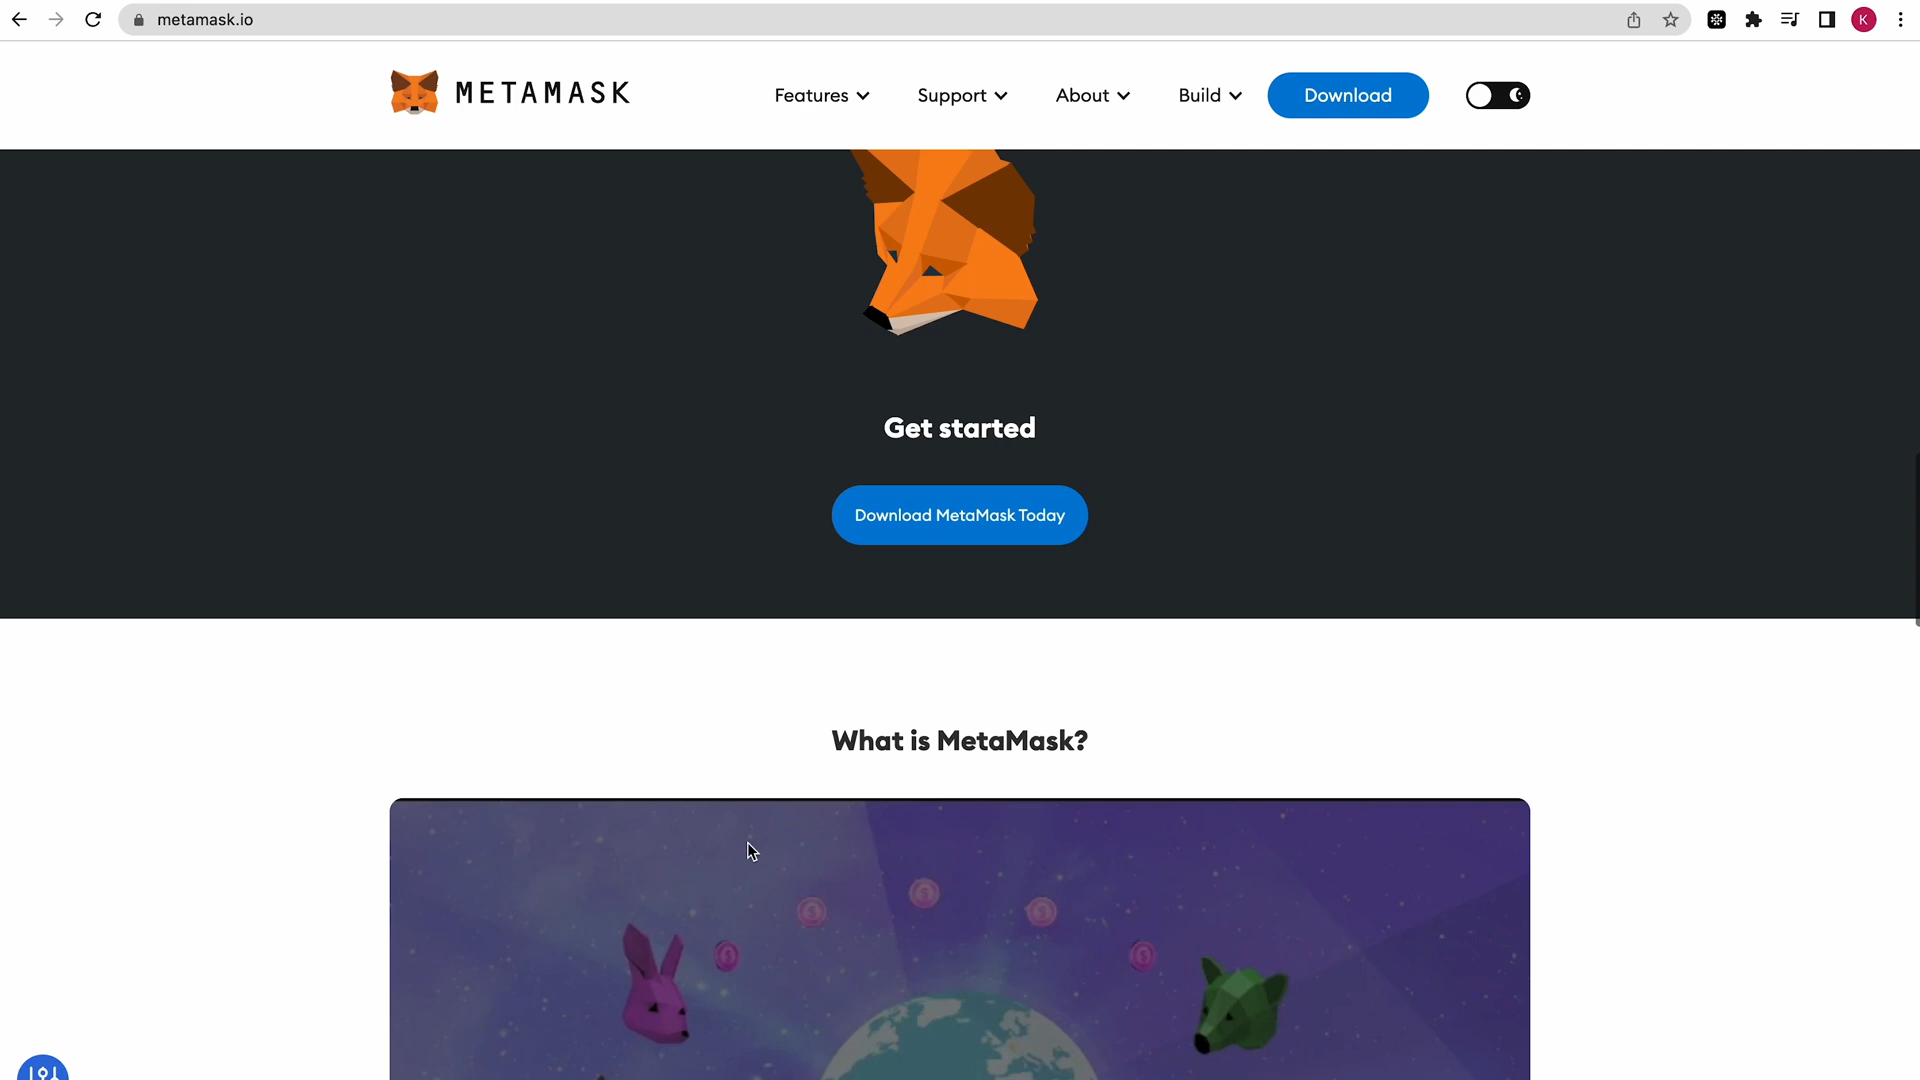 metamask.io
K
METAMASK
Features
Support
About
Build
Download
Get started
Download MetaMask Today
What is MetaMask?